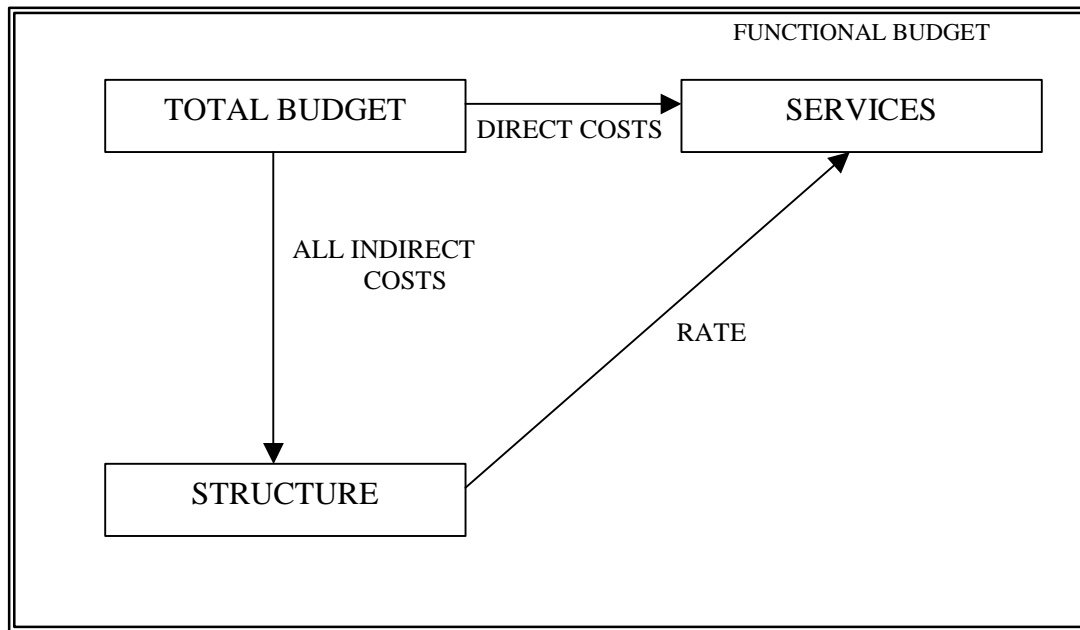 FUNCTIONAL BUDGET
TOTAL BUDGET
SERVICES
DIRECT COSTS
ALL INDIRECT
COSTS
RATE
STRUCTURE